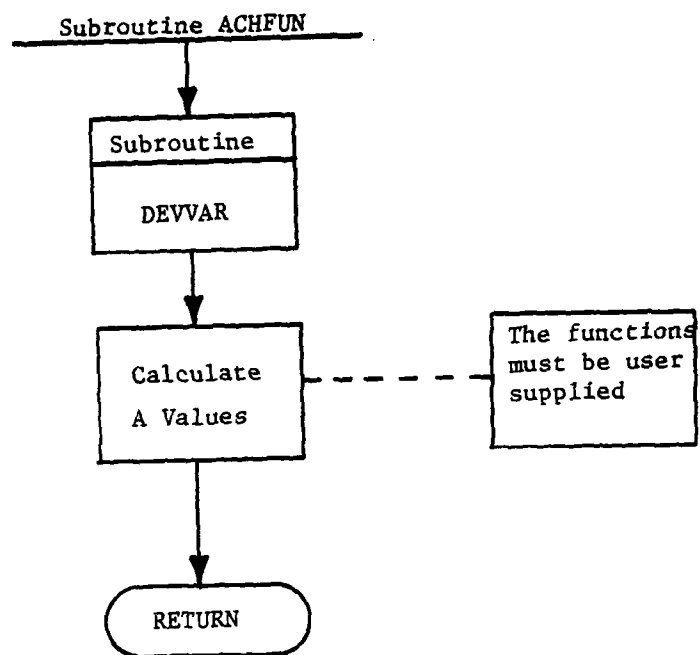 Subroutine ACHFUN
Subroutine
DEVVAR
Calculate
A Values
The functions
must be user
supplied
RETURN